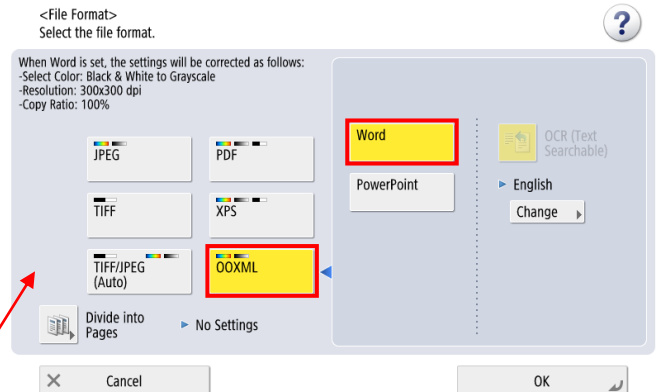 <File Format>
Select the file format.
?
When Word is set, the settings will be corrected as follows:
-Select Color: Black & White to Grayscale
-Resolution: 300x300 dpi
-Copy Ratio: 100%
JPEG
PDF
TIFF
XPS
TIFF/JPEG
(Auto)
OOXML
Divide into
Pages
No Settings
Word
PowerPoint
OCR (Text
Searchable)
English
Change
Cancel
OK